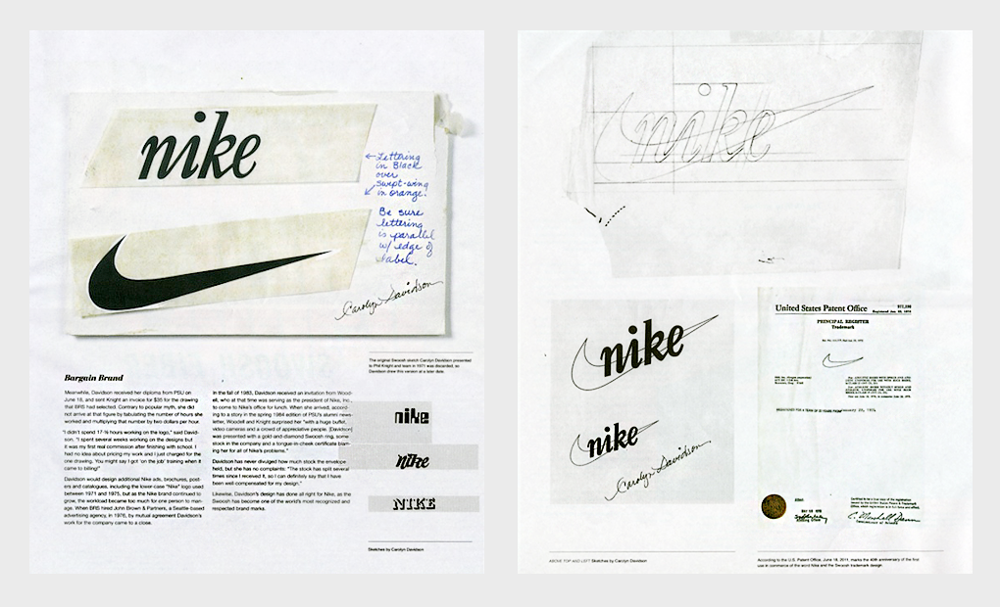 nike
←Lettering
in Black
over
swept-wing
in orange.
Be sure
lettering
is parallel
w/ edge of
label.
Carolyn Davidson
The original Swoosh sketch Carolyn Davidson presented
to Phil Knight and team in 1971 was discarded, so
Davidson drew this version at a later date.
Bargain Brand
Meanwhile, Davidson received her diploma from PSU on
June 18, and sent Knight an invoice for $35 for the drawing
that BRS had selected. Contrary to popular myth, she did
not arrive at that figure by tabulating the number of hours she
worked and multiplying that number by two dollars per hour.
"I didn't spend 17-½ hours working on the logo," said David-
son. "I spent several weeks working on the designs but
it was my first real commission after finishing school. I
had no idea about pricing my work and I just charged for the
one drawing. You might say I got 'on the job' training when it
came to billing!"
Davidson would design additional Nike ads, brochures, post-
ers and catalogues, including the lower case "Nike" logo used
between 1971 and 1975, but as the Nike brand continued to
grow, the workload became too much for one person to man-
age. When BRS hired John Brown & Partners, a Seattle-based
advertising agency, in 1976, by mutual agreement Davidson's
work for the company came to a close.
In the fall of 1983, Davidson received an invitation from Wood-
ell, who at that time was serving as the president of Nike, Inc.,
to come to Nike's office for lunch. When she arrived, accord-
ing to a story in the spring 1984 edition of PSU's alumni news-
letter, Woodell and Knight surprised her "with a huge buffet,
video cameras and a crowd of appreciative people. [Davidson]
was presented with a gold-and-diamond Swoosh ring, some
stock in the company and a tongue-in-cheek certificate blam-
ing her for all of Nike's problems."
Davidson has never divulged how much stock the envelope
held, but she has no complaints: "The stock has split several
times since I received it, so I can definitely say that I have
been well compensated for my design."
Likewise, Davidson's design has done all right for Nike, as the
Swoosh has become one of the world's most recognized and
respected brand marks.
nike
nike
NIKE
Sketches by Carolyn Davidson
nike
nike
nike
Carolyn Davidson
ABOVE TOP AND LEFT Sketches by Carolyn Davidson
United States Patent Office
PRINCIPAL REGISTER
Trademark
According to the U.S. Patent Office, June 18, 2011, marks the 40th anniversary of the first
use in commerce of the word Nike and the Swoosh trademark design.